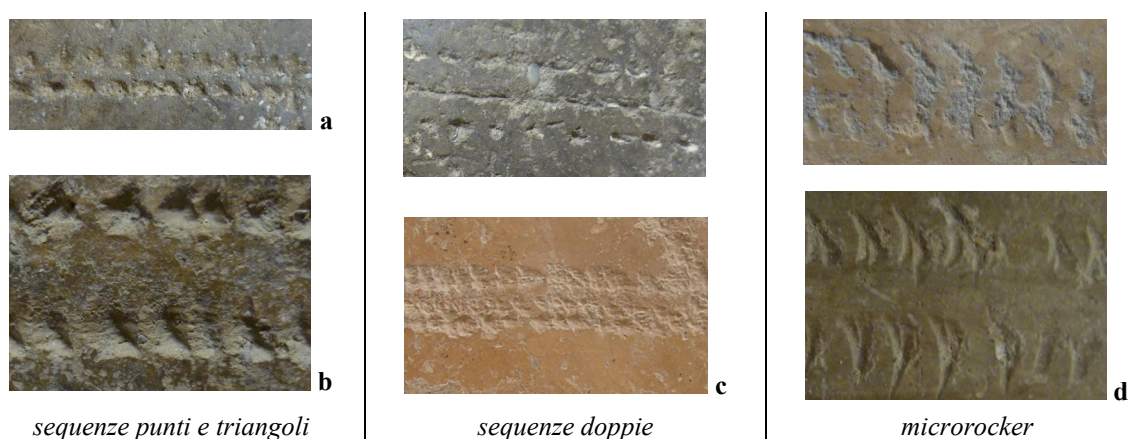 a
b
c
d
sequenze punti e triangoli
sequenze doppie
microrocker